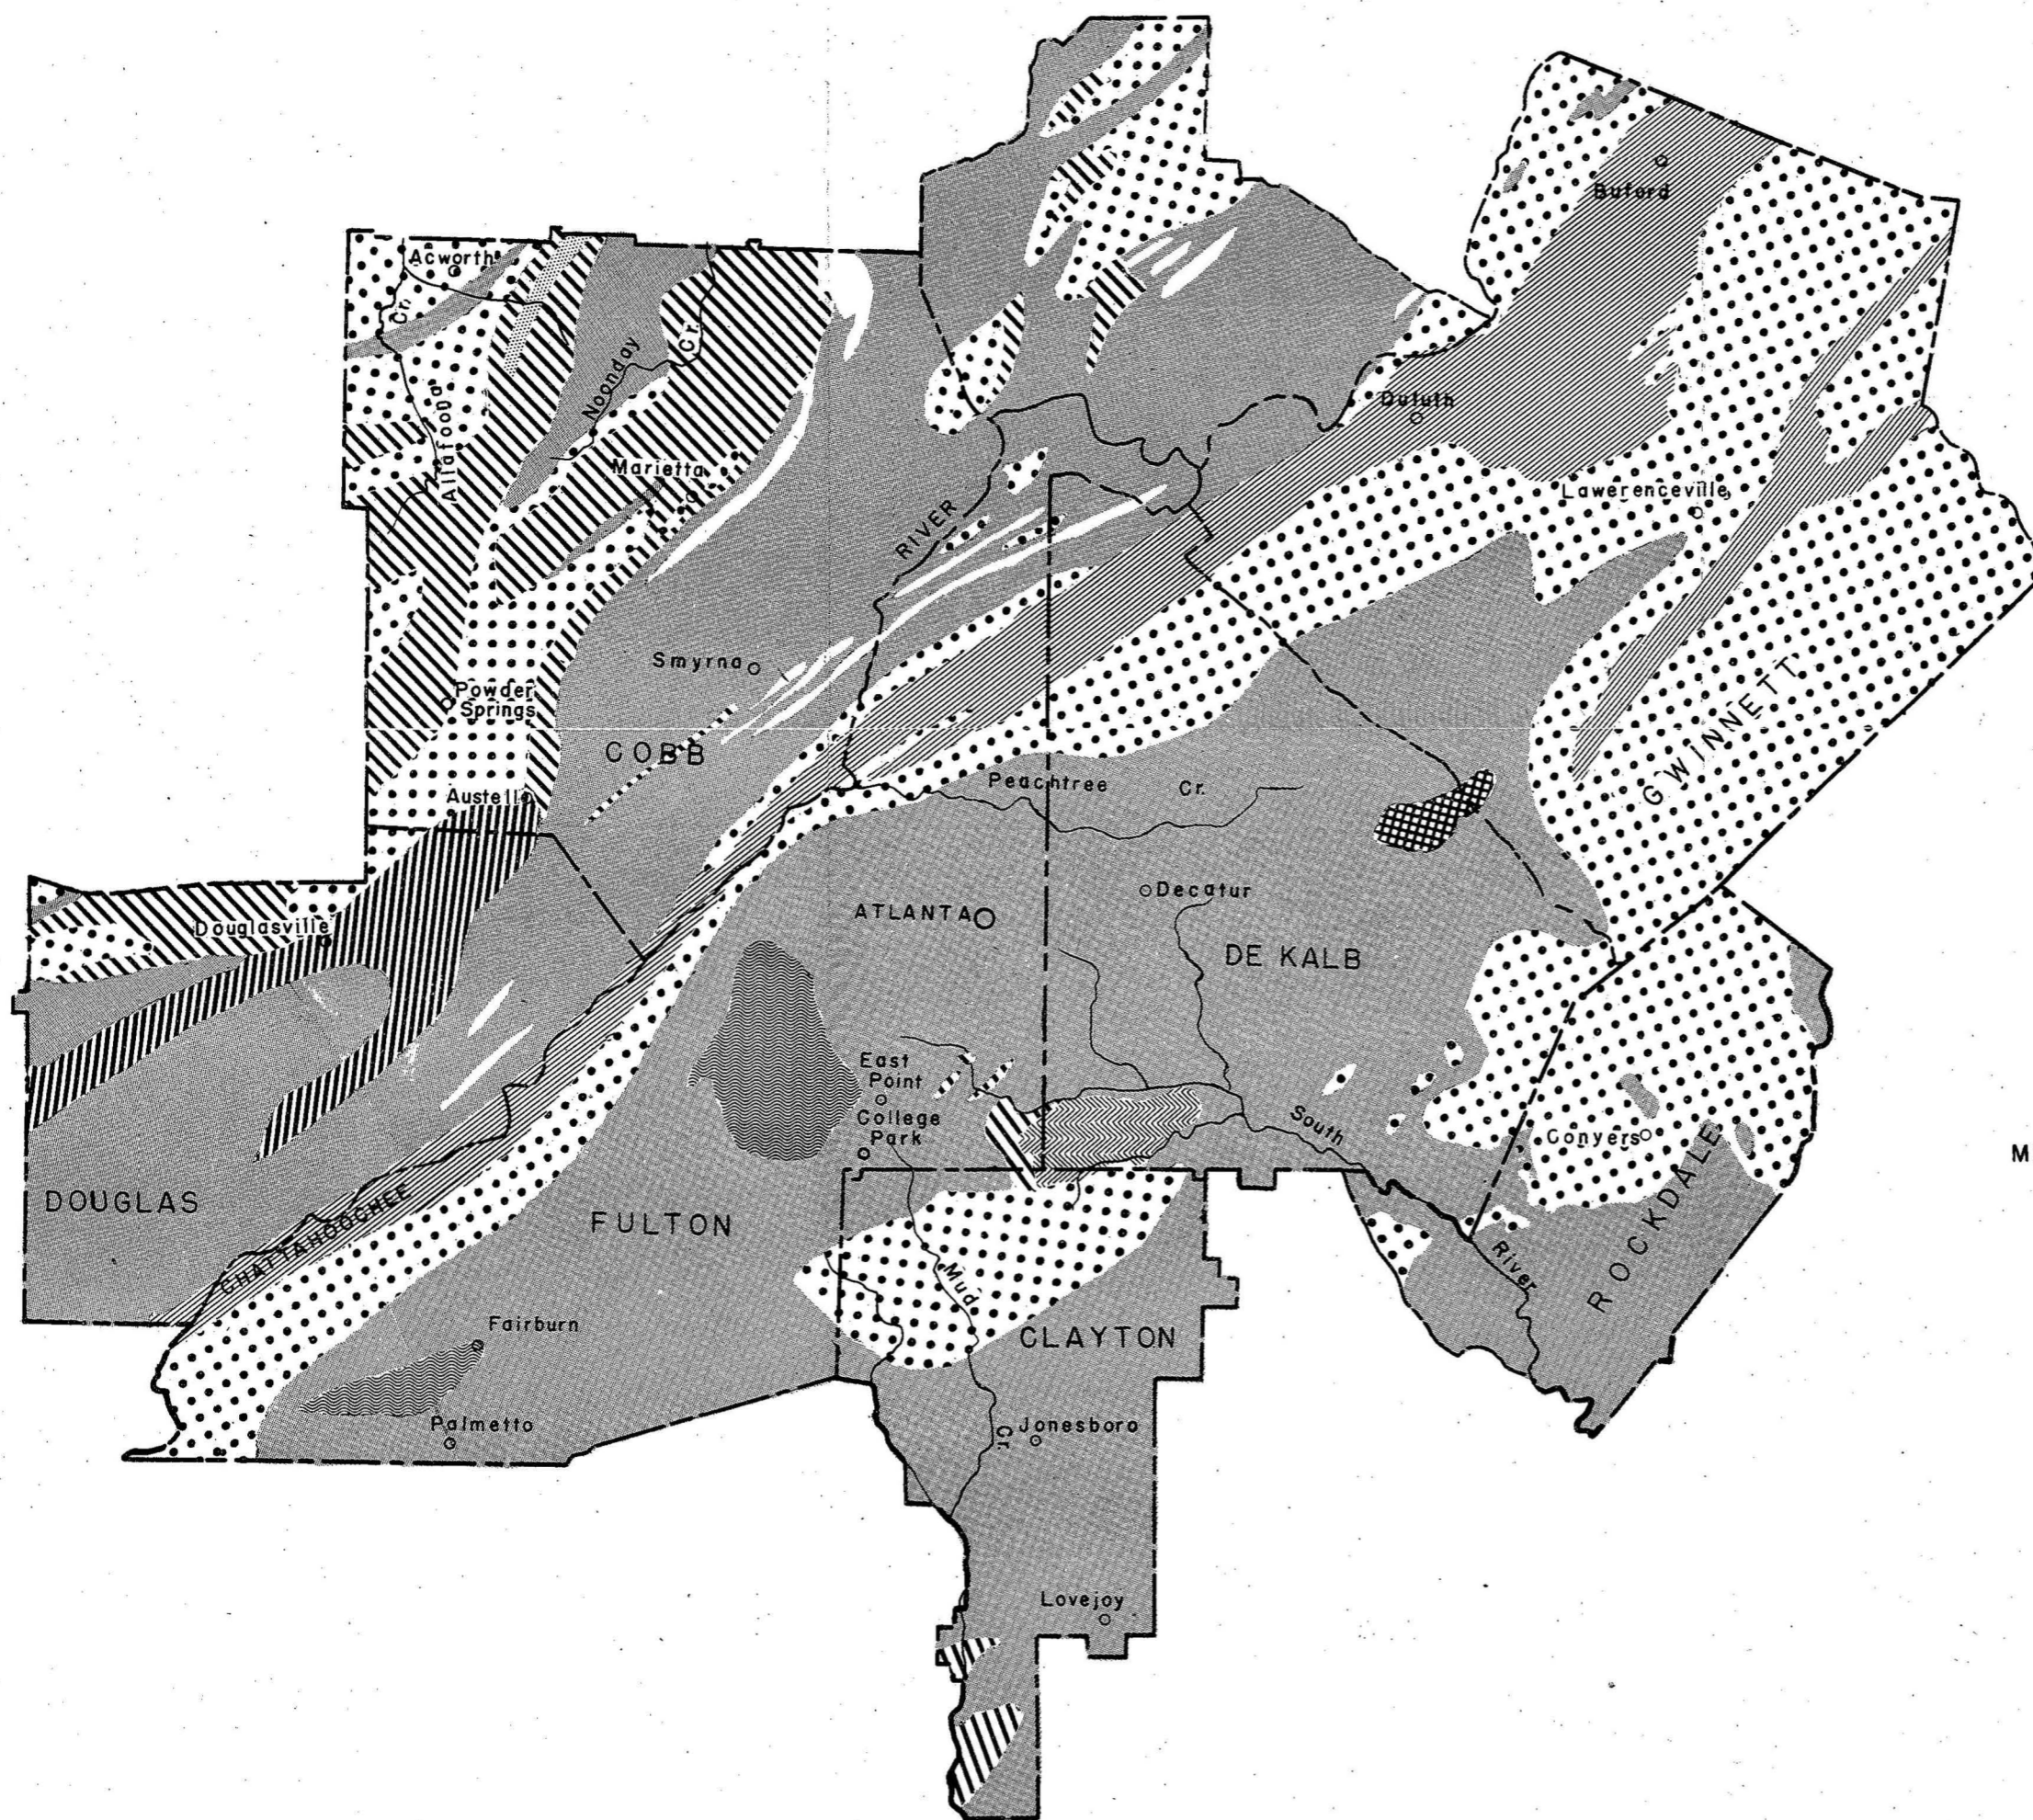 Buford
Acworth
Cr.
Allatoona
Noonday
Cr.
Duluth
Marietta
Lawerenceville
RIVER
Smyrna
Powder
Springs
GWINNETT
COBB
Peachtree Cr.
Austell
Decatur
ATLANTA
Douglasville
DE KALB
East
Point
College
Park
South
Conyers
M
DOUGLAS
CHATTAHOOCHEE
FULTON
ROCKDALE
River
Mud
Fairburn
CLAYTON
Palmetto
Cr.
Jonesboro
Lovejoy